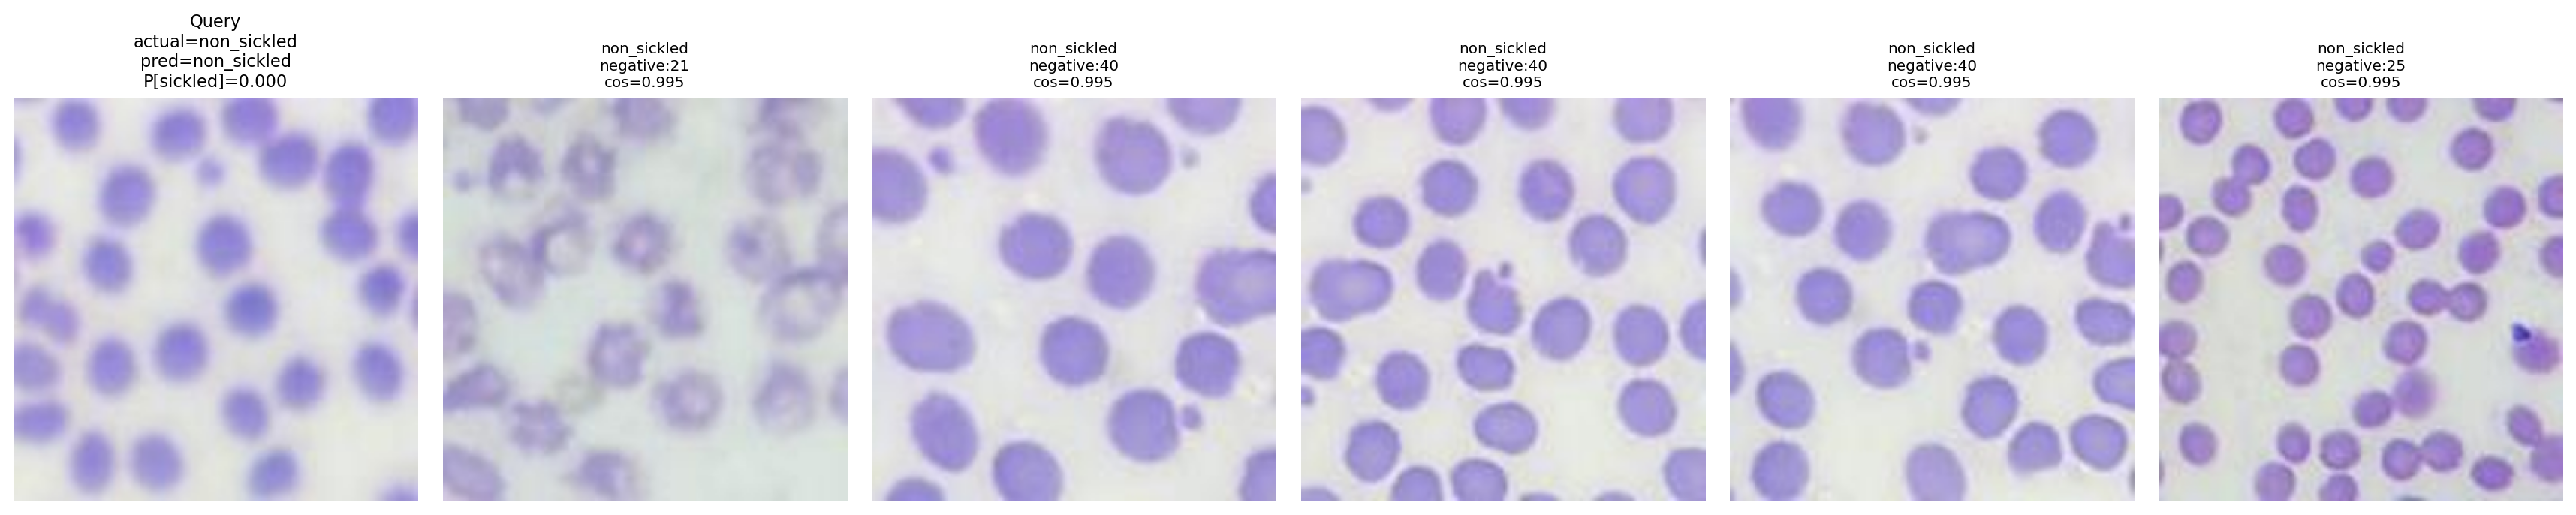 Query
actual=non_sickled
pred=non_sickled
P[sickled]=0.000
non_sickled
negative:21
cos=0.995
non_sickled
negative:40
cos=0.995
non_sickled
negative:40
cos=0.995
non_sickled
negative:40
cos=0.995
non_sickled
negative:25
cos=0.995